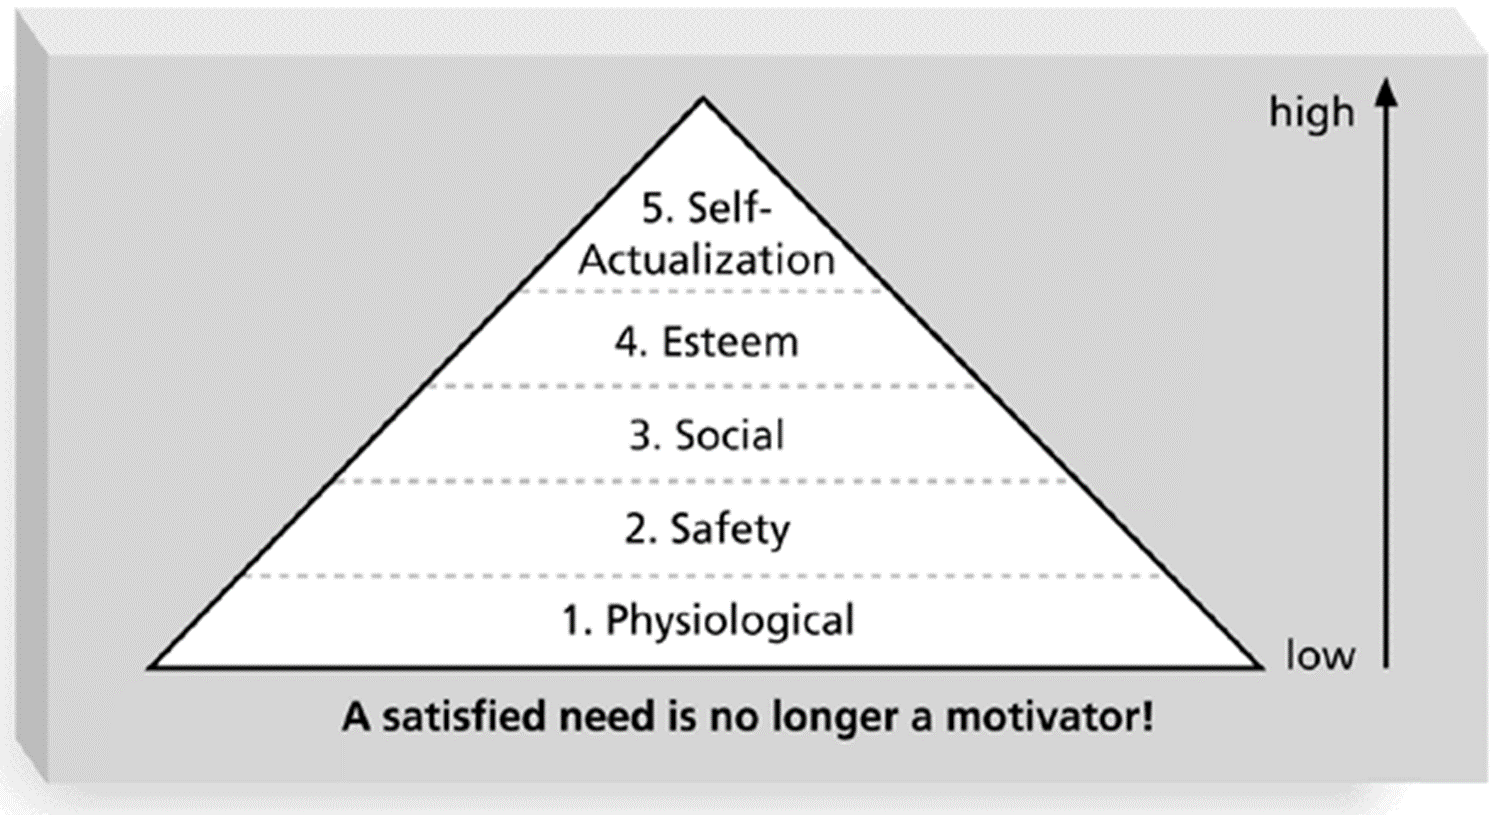 high
5. Self-
Actualization
4. Esteem
3. Social
2. Safety
1. Physiological
low
A satisfied need is no longer a motivator!